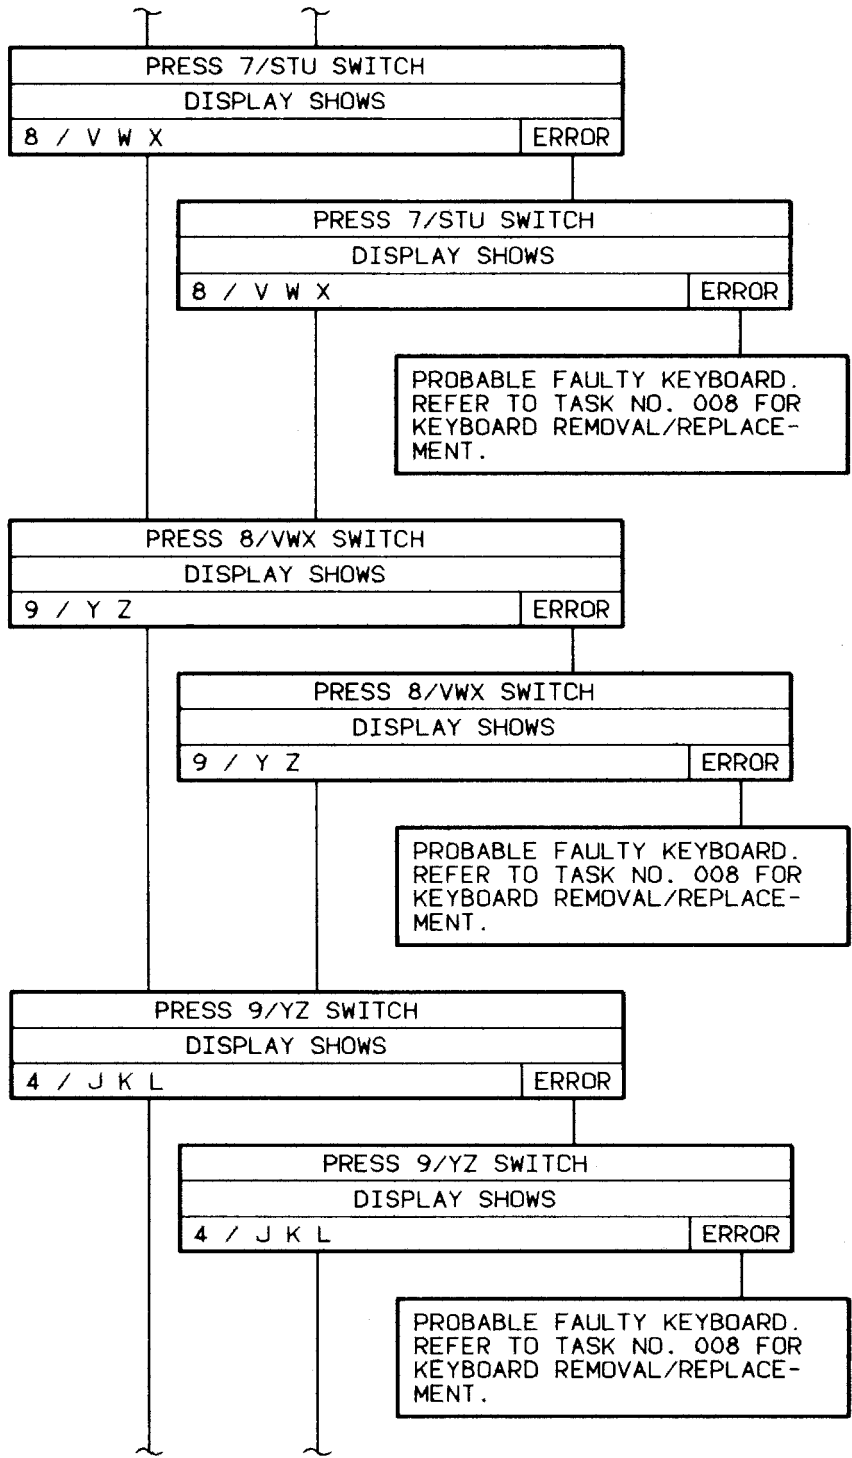 PRESS 7/STU SWITCH
DISPLAY SHOWS
8 / V W X ERROR
PRESS 7/STU SWITCH
DISPLAY SHOWS
8 / V W X ERROR
PROBABLE FAULTY KEYBOARD.
REFER TO TASK NO. 008 FOR
KEYBOARD REMOVAL/REPLACE-
MENT.
PRESS 8/VWX SWITCH
DISPLAY SHOWS
9 / Y Z ERROR
PRESS 8/VWX SWITCH
DISPLAY SHOWS
9 / Y Z ERROR
PROBABLE FAULTY KEYBOARD.
REFER TO TASK NO. 008 FOR
KEYBOARD REMOVAL/REPLACE-
MENT.
PRESS 9/YZ SWITCH
DISPLAY SHOWS
4 / J K L ERROR
PRESS 9/YZ SWITCH
DISPLAY SHOWS
4 / J K L ERROR
PROBABLE FAULTY KEYBOARD.
REFER TO TASK NO. 008 FOR
KEYBOARD REMOVAL/REPLACE-
MENT.